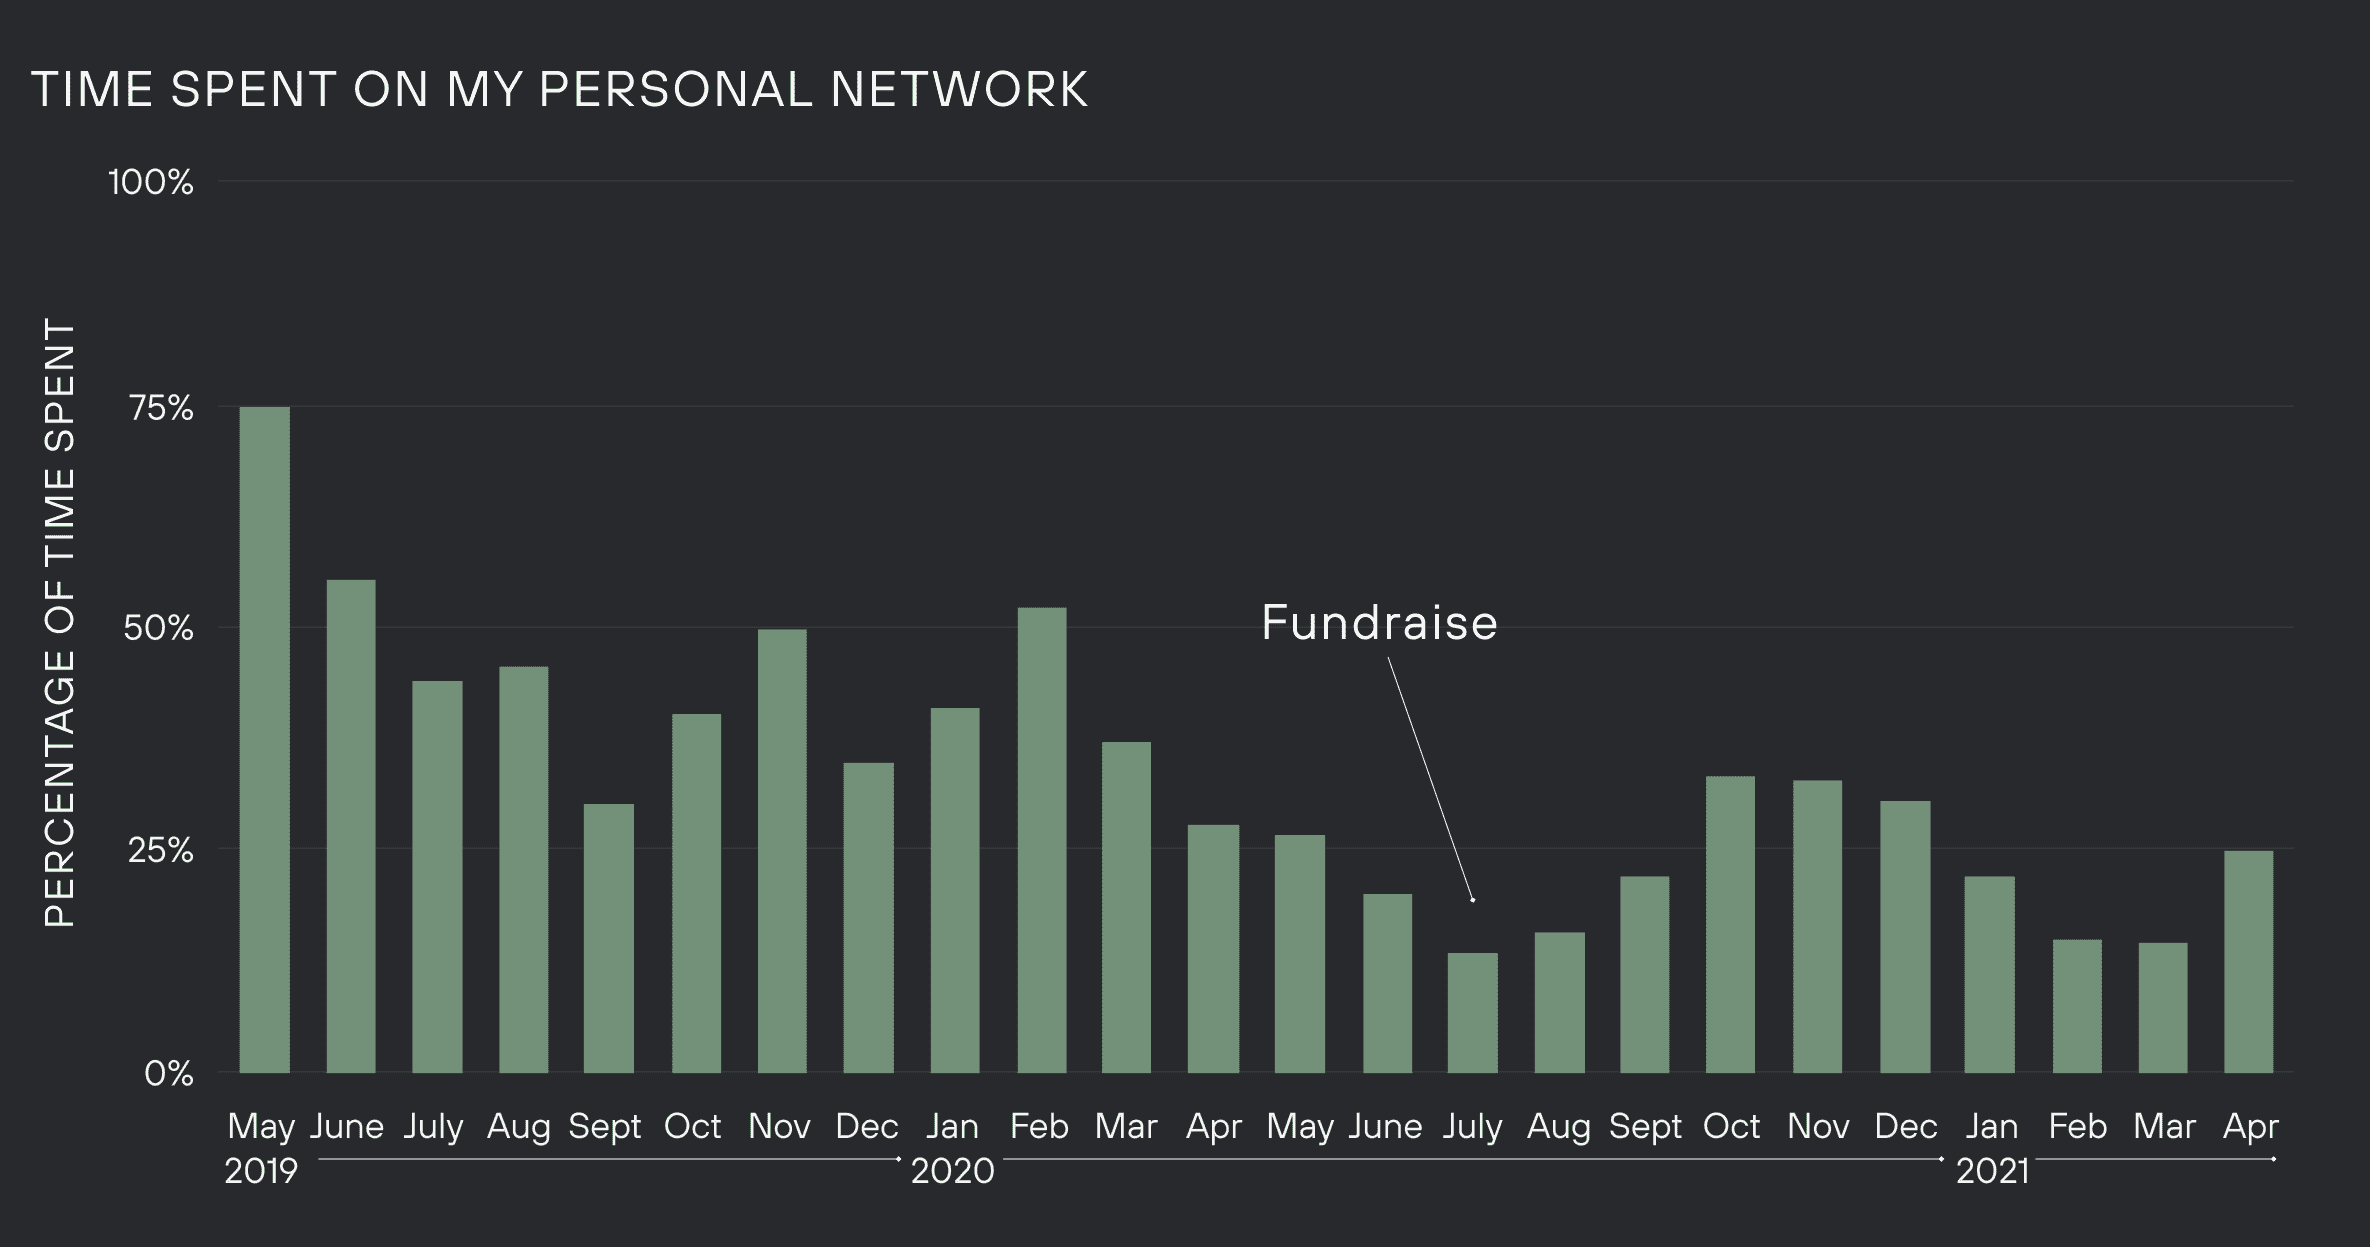 TIME SPENT ON MY PERSONAL NETWORK
PERCENTAGE OF TIME SPENT
100%
75%
50%
25%
0%
Fundraise
May June July Aug Sept Oct Nov Dec Jan Feb Mar Apr May June July Aug Sept Oct Nov Dec Jan Feb Mar Apr
2019 2020 2021